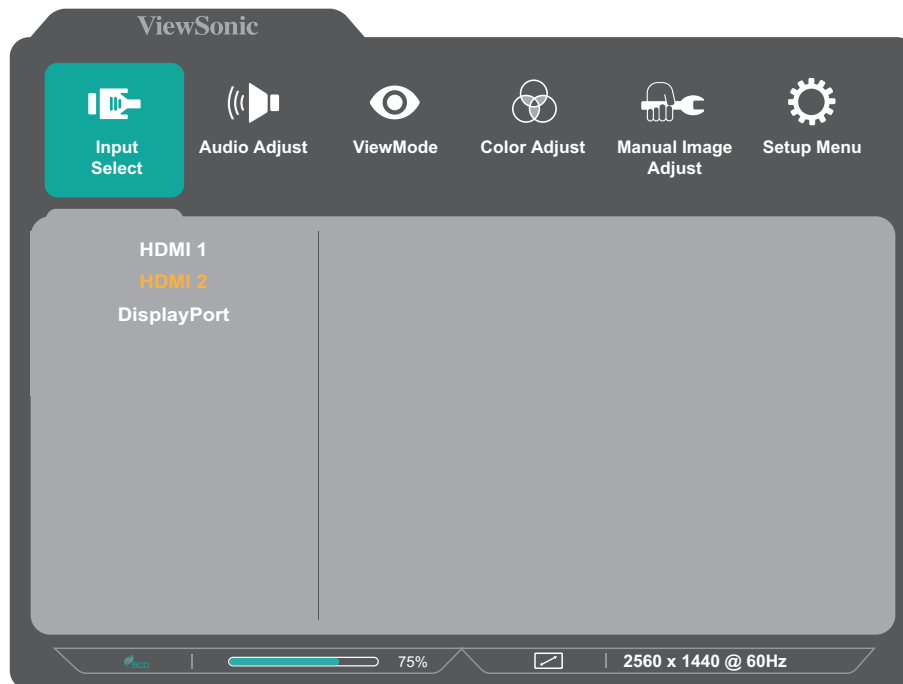 ViewSonic
Input
Select
Audio Adjust
ViewMode
Color Adjust
Manual Image
Adjust
Setup Menu
HDMI 1
HDMI 2
DisplayPort
eco
75%
2560 x 1440 @ 60Hz